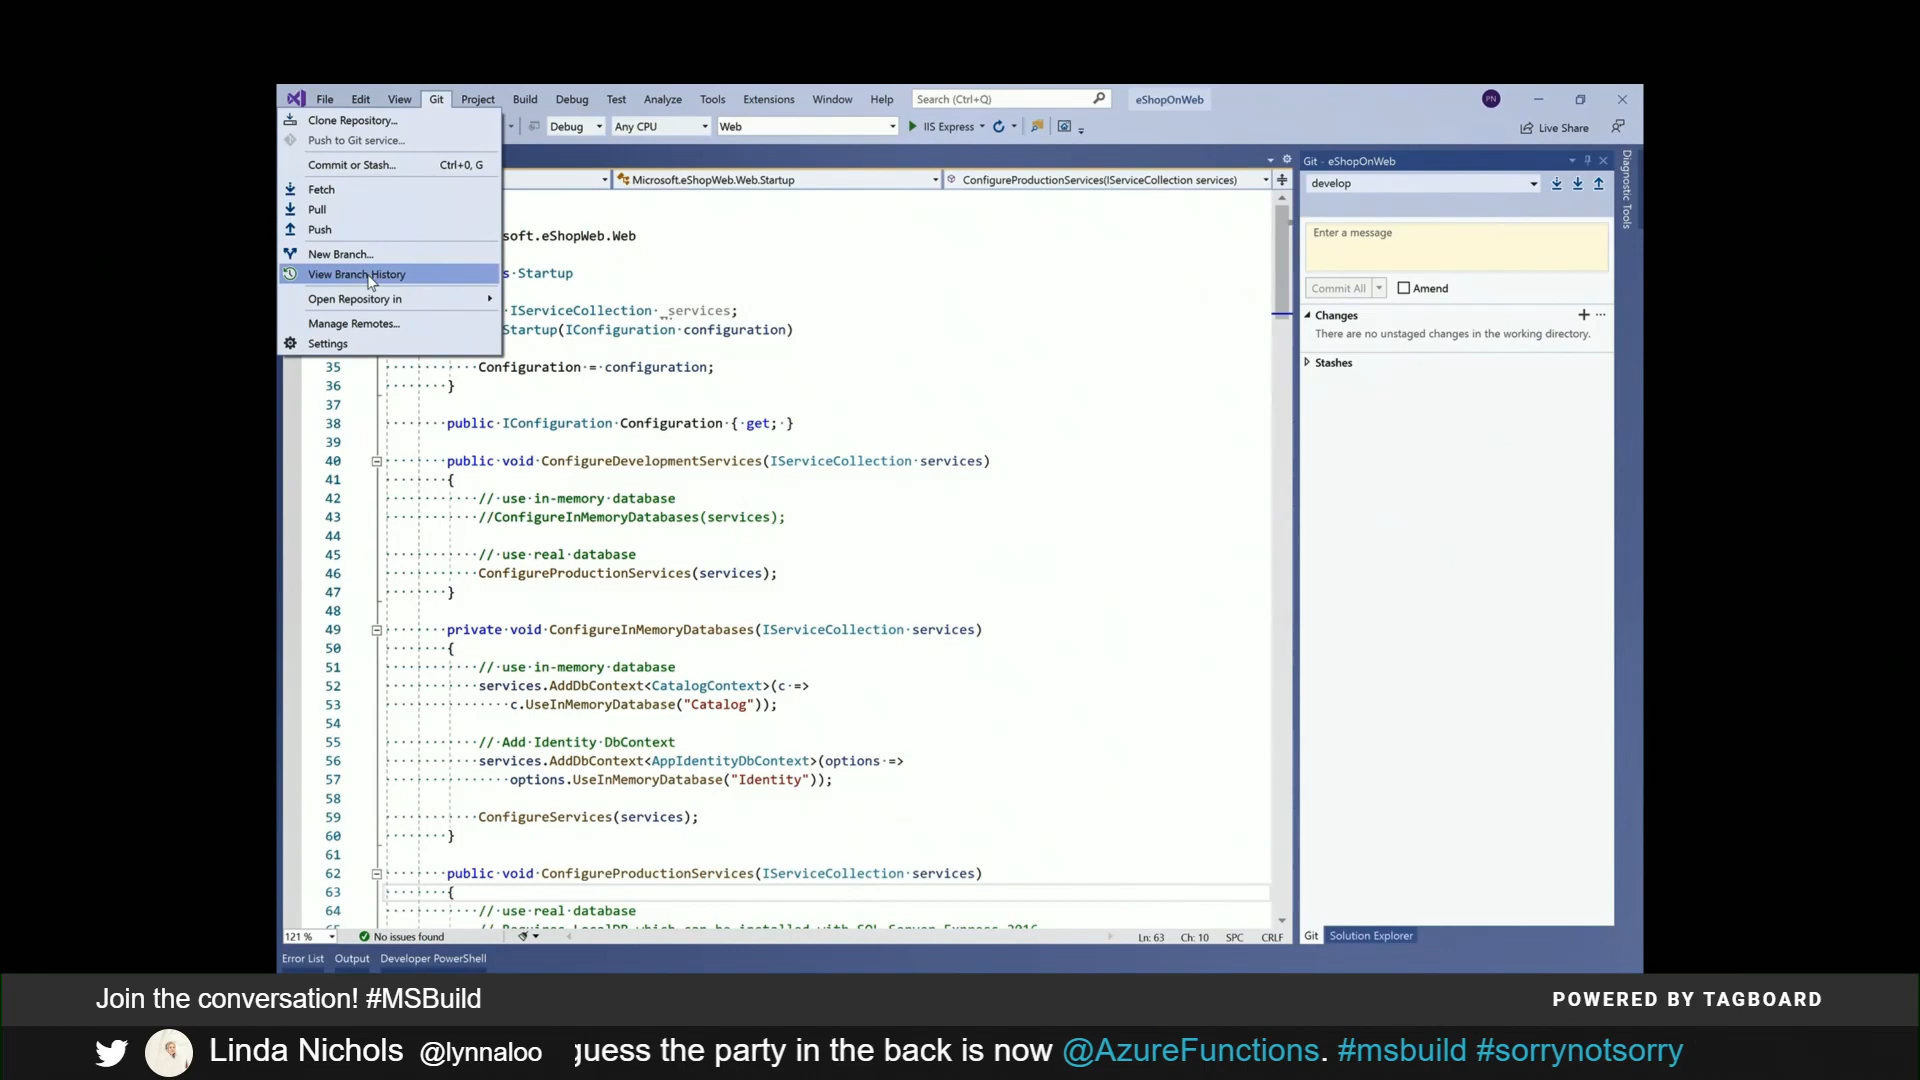 File Edit View Git Project Build Debug Test Analyze Tools Extensions Window Help Search (Ctrl+Q) eShopOnWeb PN
Clone Repository...
Push to Git service...
Commit or Stash... Ctrl+0, G
Fetch
Pull
Push
New Branch...
View Branch History
Open Repository in
Manage Remotes...
Settings
Debug Any CPU Web IIS Express Live Share
Microsoft.eShopWeb.Web.Startup ConfigureProductionServices(IServiceCollection services)
soft.eShopWeb.Web
s Startup
IServiceCollection _services;
Startup(IConfiguration configuration)
35 Configuration = configuration;
36 }
37
38 public IConfiguration Configuration { get; }
39
40 public void ConfigureDevelopmentServices(IServiceCollection services)
41 {
42 // use in-memory database
43 //ConfigureInMemoryDatabases(services);
44
45 // use real database
46 ConfigureProductionServices(services);
47 }
48
49 private void ConfigureInMemoryDatabases(IServiceCollection services)
50 {
51 // use in-memory database
52 services.AddDbContext<CatalogContext>(c =>
53 c.UseInMemoryDatabase("Catalog"));
54
55 // Add Identity DbContext
56 services.AddDbContext<AppIdentityDbContext>(options =>
57 options.UseInMemoryDatabase("Identity"));
58
59 ConfigureServices(services);
60 }
61
62 public void ConfigureProductionServices(IServiceCollection services)
63 {
64 // use real database
121 % No issues found Ln: 63 Ch: 10 SPC CRLF
Error List Output Developer PowerShell
Git - eShopOnWeb
develop
Enter a message
Commit All Amend
Changes
There are no unstaged changes in the working directory.
Stashes
Git Solution Explorer
Diagnostic Tools
Join the conversation! #MSBuild POWERED BY TAGBOARD
Linda Nichols @lynnaloo guess the party in the back is now @AzureFunctions. #msbuild #sorrynotsorry